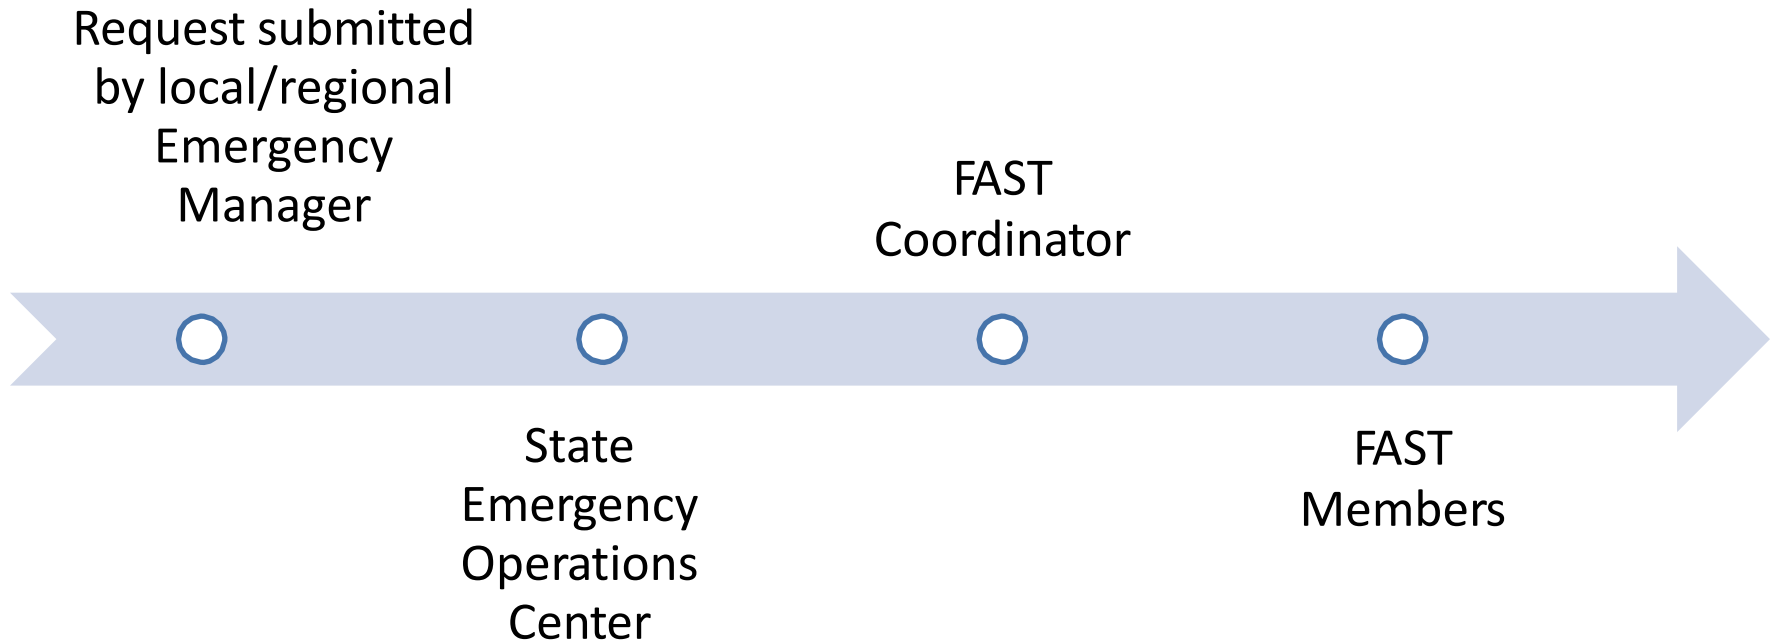 Request submitted
by local/regional
Emergency
Manager
State
Emergency
Operations
Center
FAST
Coordinator
FAST
Members